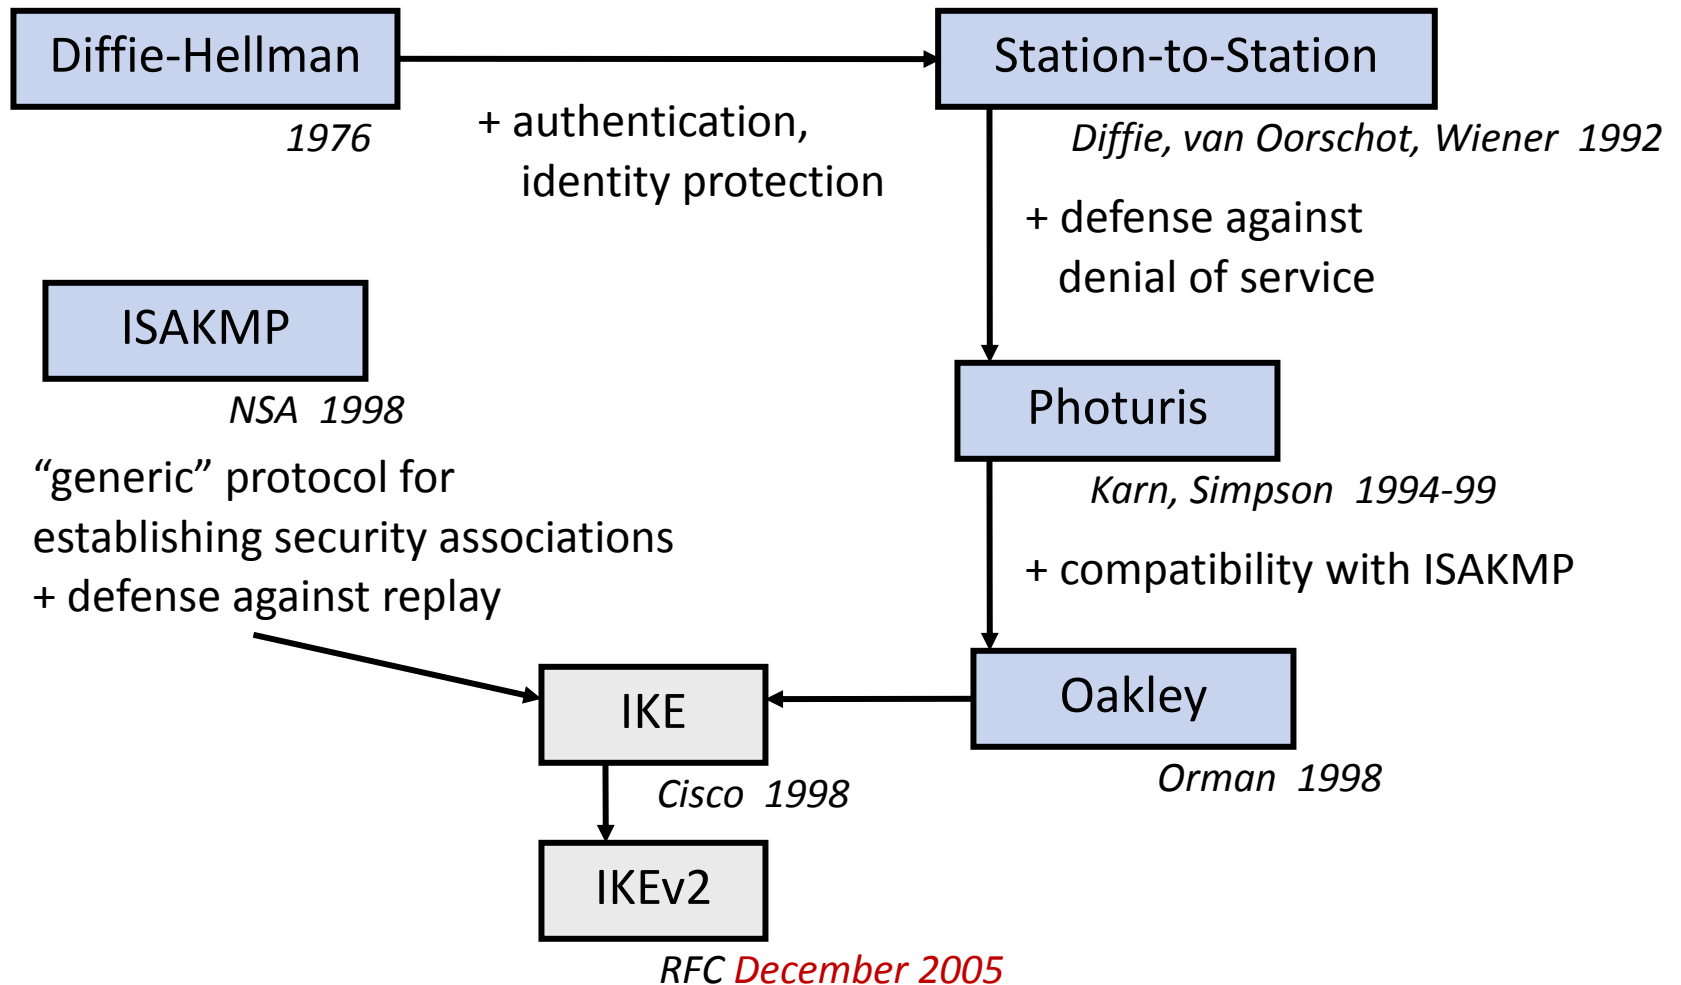 Diffie-Hellman
1976
+ authentication,
identity protection
Station-to-Station
Diffie, van Oorschot, Wiener 1992
+ defense against
denial of service
ISAKMP
NSA 1998
“generic” protocol for
establishing security associations
+ defense against replay
Photuris
Karn, Simpson 1994-99
+ compatibility with ISAKMP
Oakley
Orman 1998
IKE
Cisco 1998
IKEv2
RFC December 2005